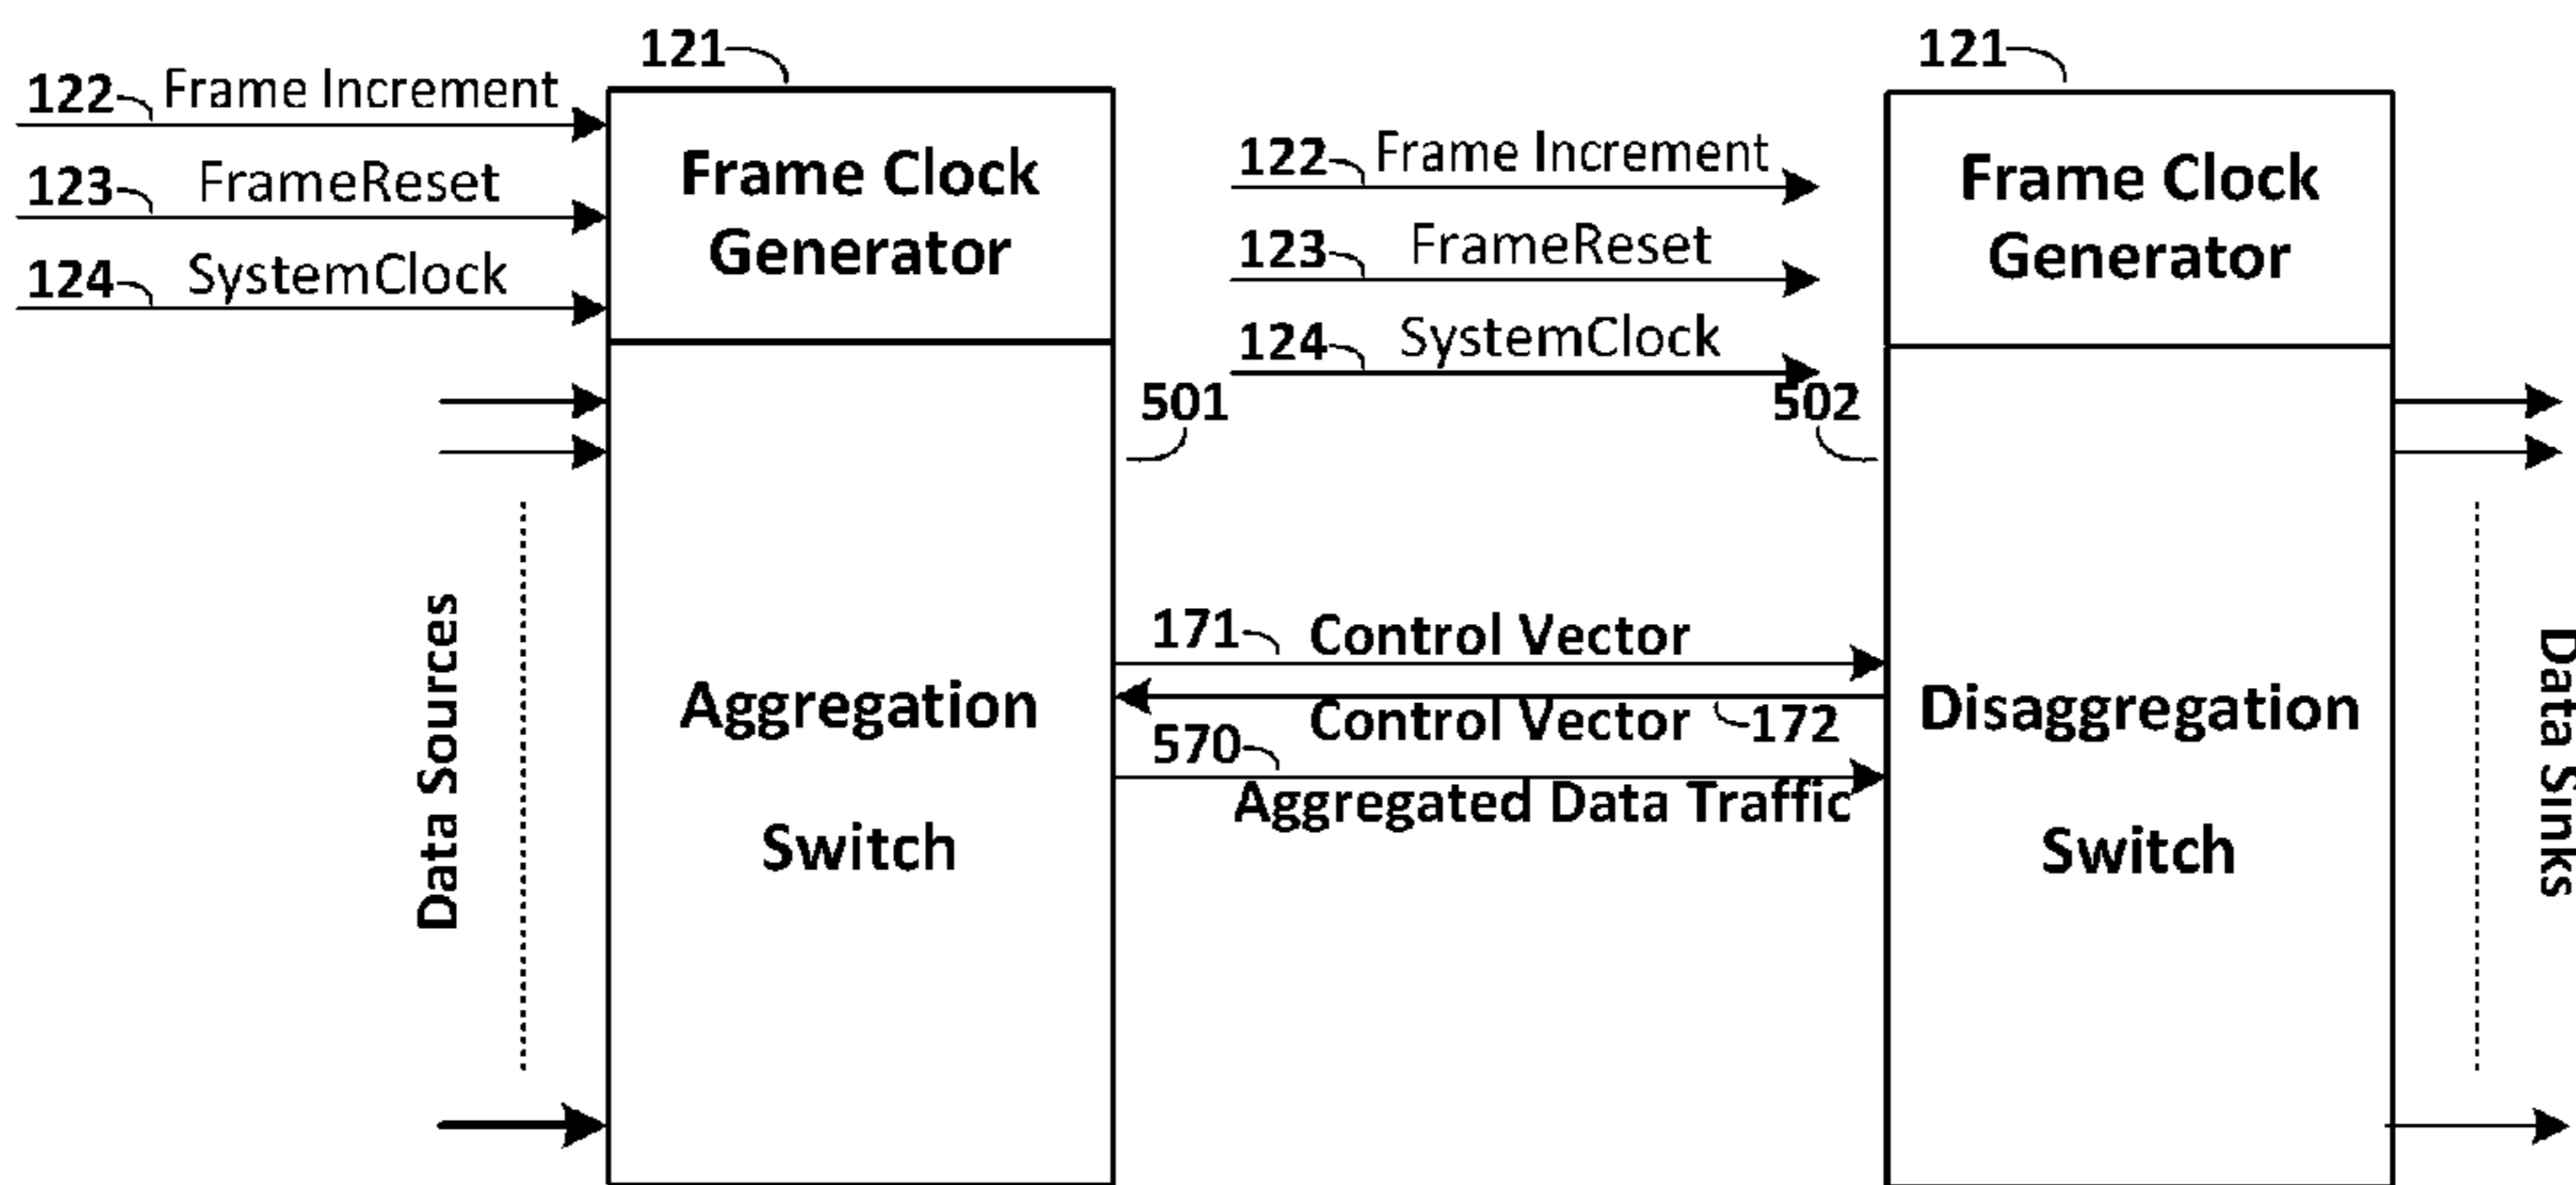 121
122 Frame Increment
123 FrameReset
124 SystemClock
Frame Clock
Generator
Data Sources
Aggregation
Switch
501
122 Frame Increment
123 FrameReset
124 SystemClock
502
171 Control Vector
Control Vector 172
570
Aggregated Data Traffic
121
Frame Clock
Generator
Disaggregation
Switch
Data Sinks